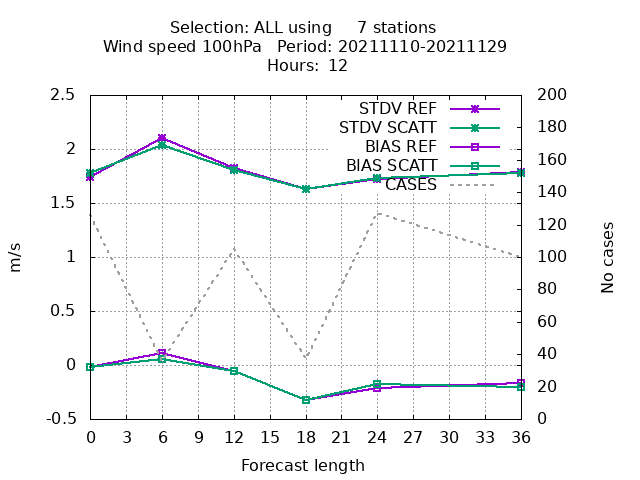 Selection: ALL using     7 stations
Wind speed 100hPa   Period: 20211110-20211129
Hours:  12
2.5
2
1.5
1
0.5
0
-0.5
m/s
STDV REF
STDV SCATT
BIAS REF
BIAS SCATT
CASES
200
180
160
140
120
100
80
60
40
20
0
No cases
0 3 6 9 12 15 18 21 24 27 30 33 36
Forecast length